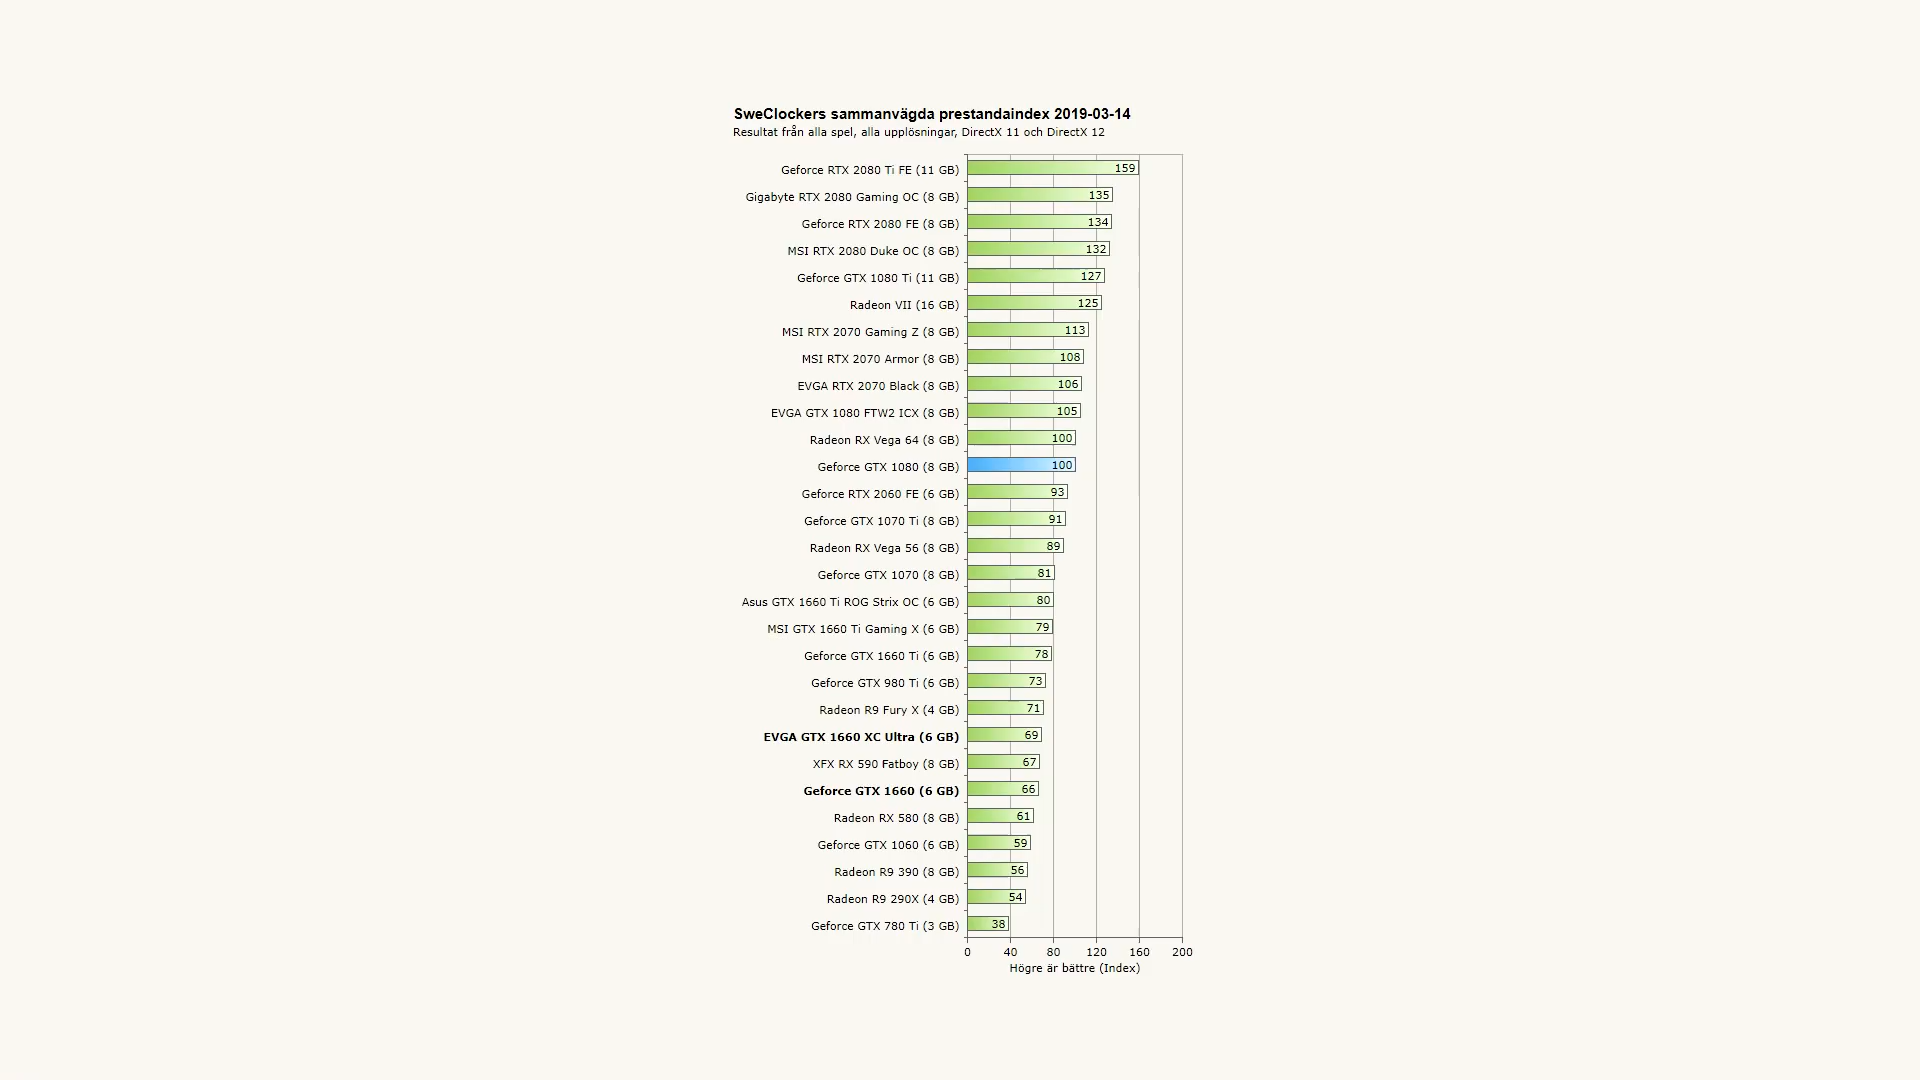 SweClockers sammanvägda prestandaindex 2019-03-14
Resultat från alla spel, alla upplösningar, DirectX 11 och DirectX 12
Geforce RTX 2080 Ti FE (11 GB) 159
Gigabyte RTX 2080 Gaming OC (8 GB) 135
Geforce RTX 2080 FE (8 GB) 134
MSI RTX 2080 Duke OC (8 GB) 132
Geforce GTX 1080 Ti (11 GB) 127
Radeon VII (16 GB) 125
MSI RTX 2070 Gaming Z (8 GB) 113
MSI RTX 2070 Armor (8 GB) 108
EVGA RTX 2070 Black (8 GB) 106
EVGA GTX 1080 FTW2 ICX (8 GB) 105
Radeon RX Vega 64 (8 GB) 100
Geforce GTX 1080 (8 GB) 100
Geforce RTX 2060 FE (6 GB) 93
Geforce GTX 1070 Ti (8 GB) 91
Radeon RX Vega 56 (8 GB) 89
Geforce GTX 1070 (8 GB) 81
Asus GTX 1660 Ti ROG Strix OC (6 GB) 80
MSI GTX 1660 Ti Gaming X (6 GB) 79
Geforce GTX 1660 Ti (6 GB) 78
Geforce GTX 980 Ti (6 GB) 73
Radeon R9 Fury X (4 GB) 71
EVGA GTX 1660 XC Ultra (6 GB) 69
XFX RX 590 Fatboy (8 GB) 67
Geforce GTX 1660 (6 GB) 66
Radeon RX 580 (8 GB) 61
Geforce GTX 1060 (6 GB) 59
Radeon R9 390 (8 GB) 56
Radeon R9 290X (4 GB) 54
Geforce GTX 780 Ti (3 GB) 38
0 40 80 120 160 200
Högre är bättre (Index)